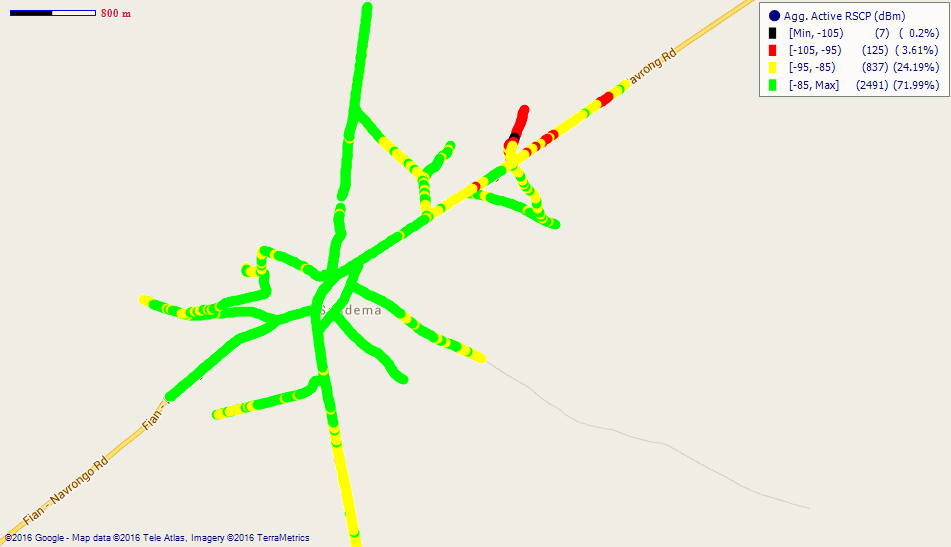 800 m
Agg. Active RSCP (dBm)
[Min, -105) (7) ( 0.2%)
[-105, -95) (125) ( 3.61%)
[-95, -85) (837) (24.19%)
[-85, Max] (2491) (71.99%)
avrong Rd
dema
Fian -
Fian - Navrongo Rd
©2016 Google - Map data ©2016 Tele Atlas, Imagery ©2016 TerraMetrics